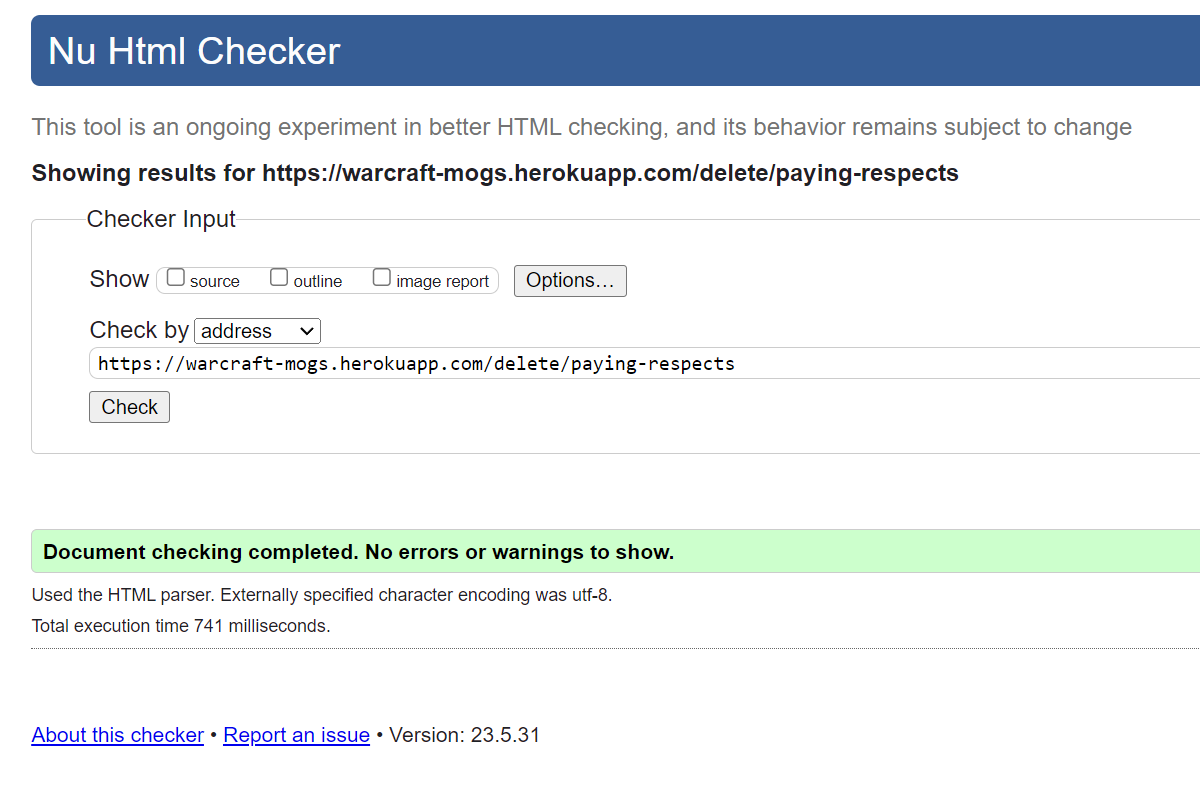 Nu Html Checker
This tool is an ongoing experiment in better HTML checking, and its behavior remains subject to change
Showing results for https://warcraft-mogs.herokuapp.com/delete/paying-respects
Checker Input
Show source outline image report Options...
Check by address
https://warcraft-mogs.herokuapp.com/delete/paying-respects
Check
Document checking completed. No errors or warnings to show.
Used the HTML parser. Externally specified character encoding was utf-8.
Total execution time 741 milliseconds.
About this checker • Report an issue • Version: 23.5.31